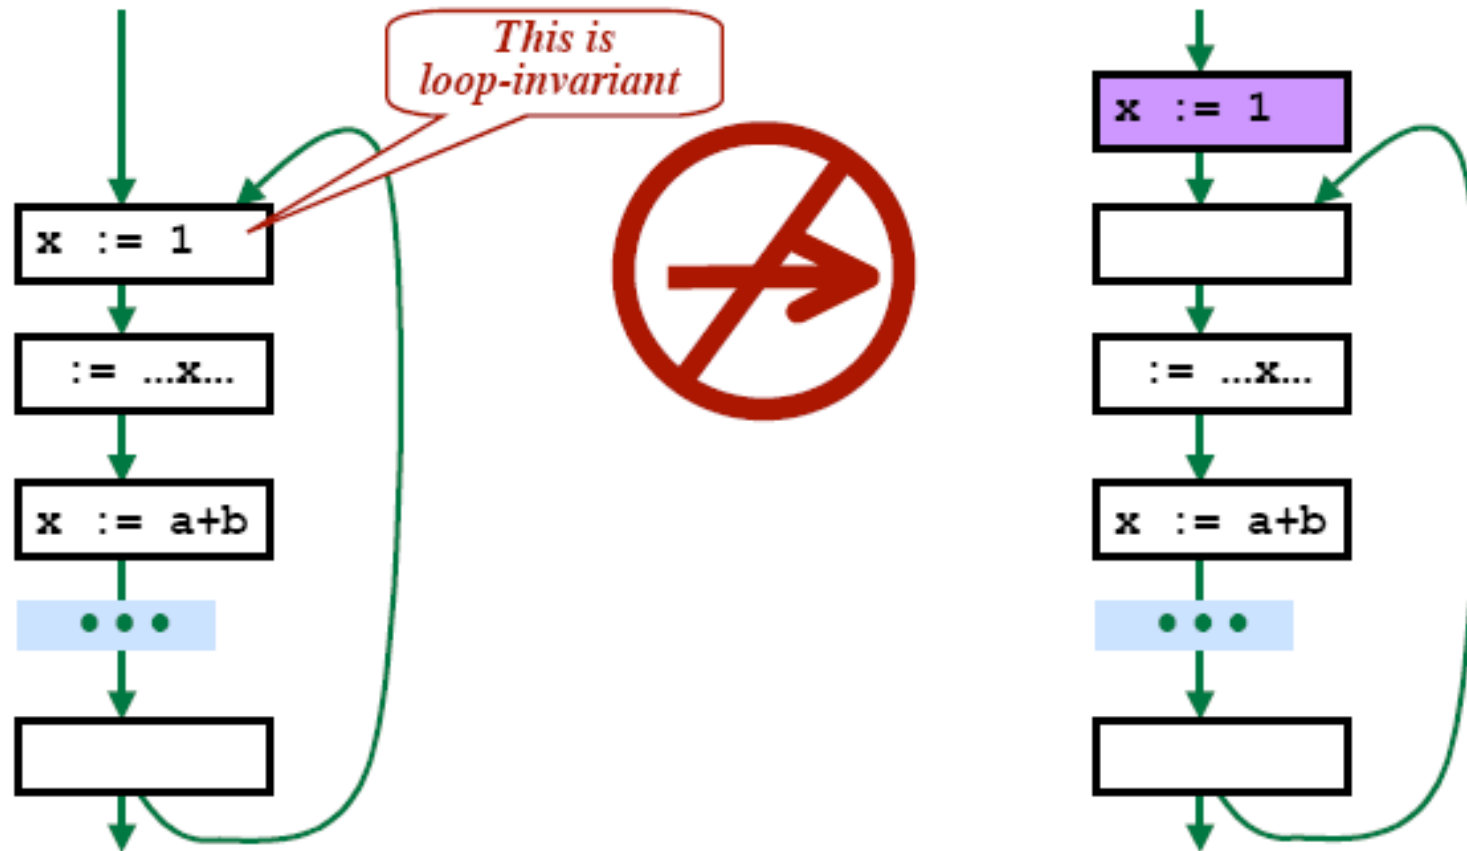 This is
loop-invariant
x := 1
:= …x…
x := a+b
x := 1
:= …x…
x := a+b